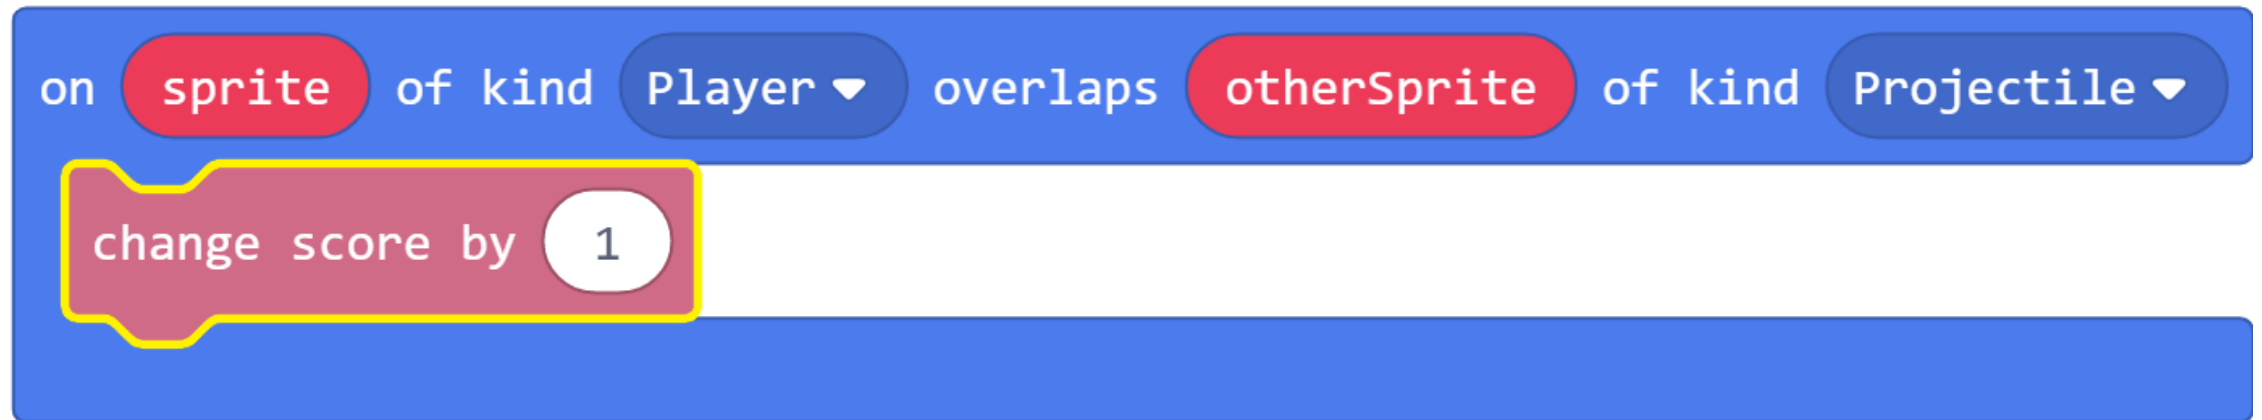 on sprite of kind Player overlaps otherSprite of kind Projectile
change score by 1